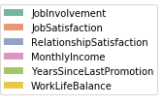 JobInvolvement
JobSatisfaction
RelationshipSatisfaction
MonthlyIncome
YearsSinceLastPromotion
WorkLifeBalance